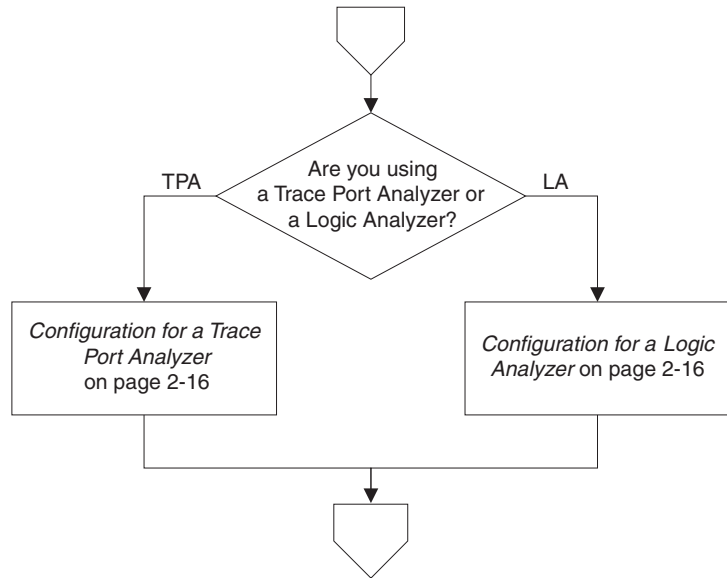 Are you using
a Trace Port Analyzer or
a Logic Analyzer?
TPA
LA
Configuration for a Trace
Port Analyzer
on page 2-16
Configuration for a Logic
Analyzer on page 2-16